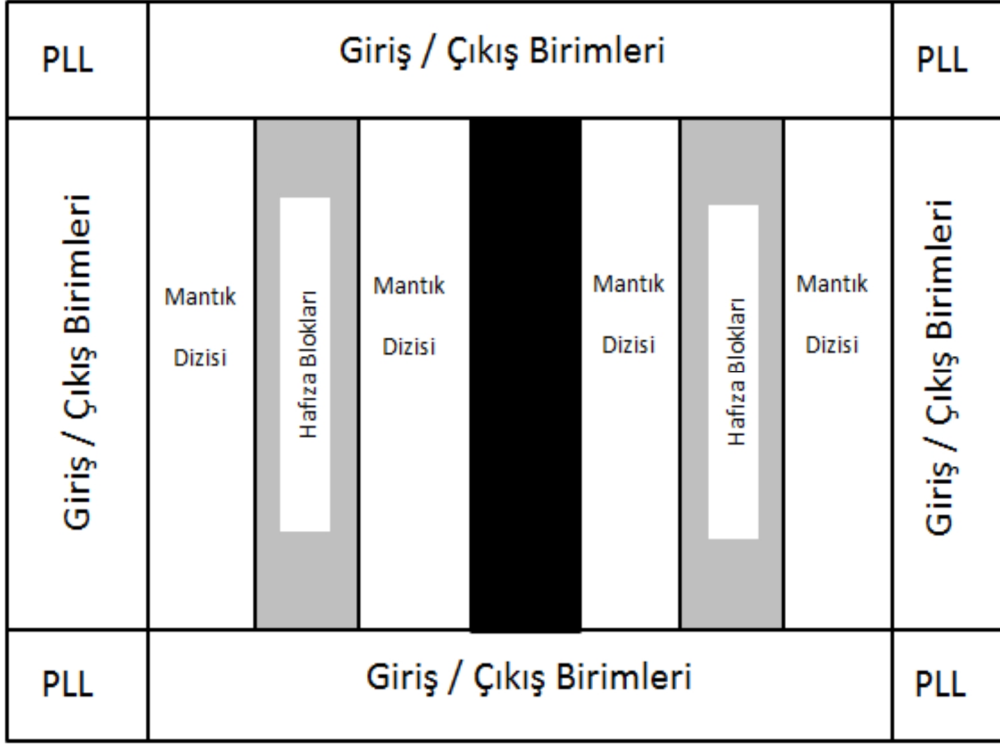 PLL
Giriş / Çıkış Birimleri
PLL
Giriş / Çıkış Birimleri
Mantık
Dizisi
Hafıza Blokları
Mantık
Dizisi
Mantık
Dizisi
Hafıza Blokları
Mantık
Dizisi
Giriş / Çıkış Birimleri
PLL
Giriş / Çıkış Birimleri
PLL